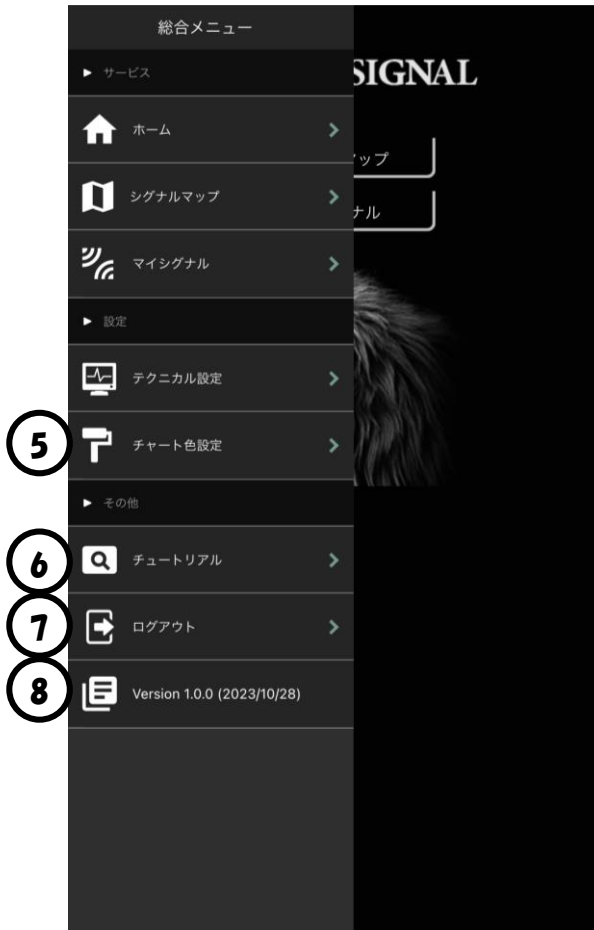 総合メニュー
▶ サービス
SIGNAL
ホーム
ップ
シグナルマップ
ナル
マイシグナル
▶ 設定
テクニカル設定
5
チャート色設定
▶ その他
6
チュートリアル
7
ログアウト
8
Version 1.0.0 (2023/10/28)